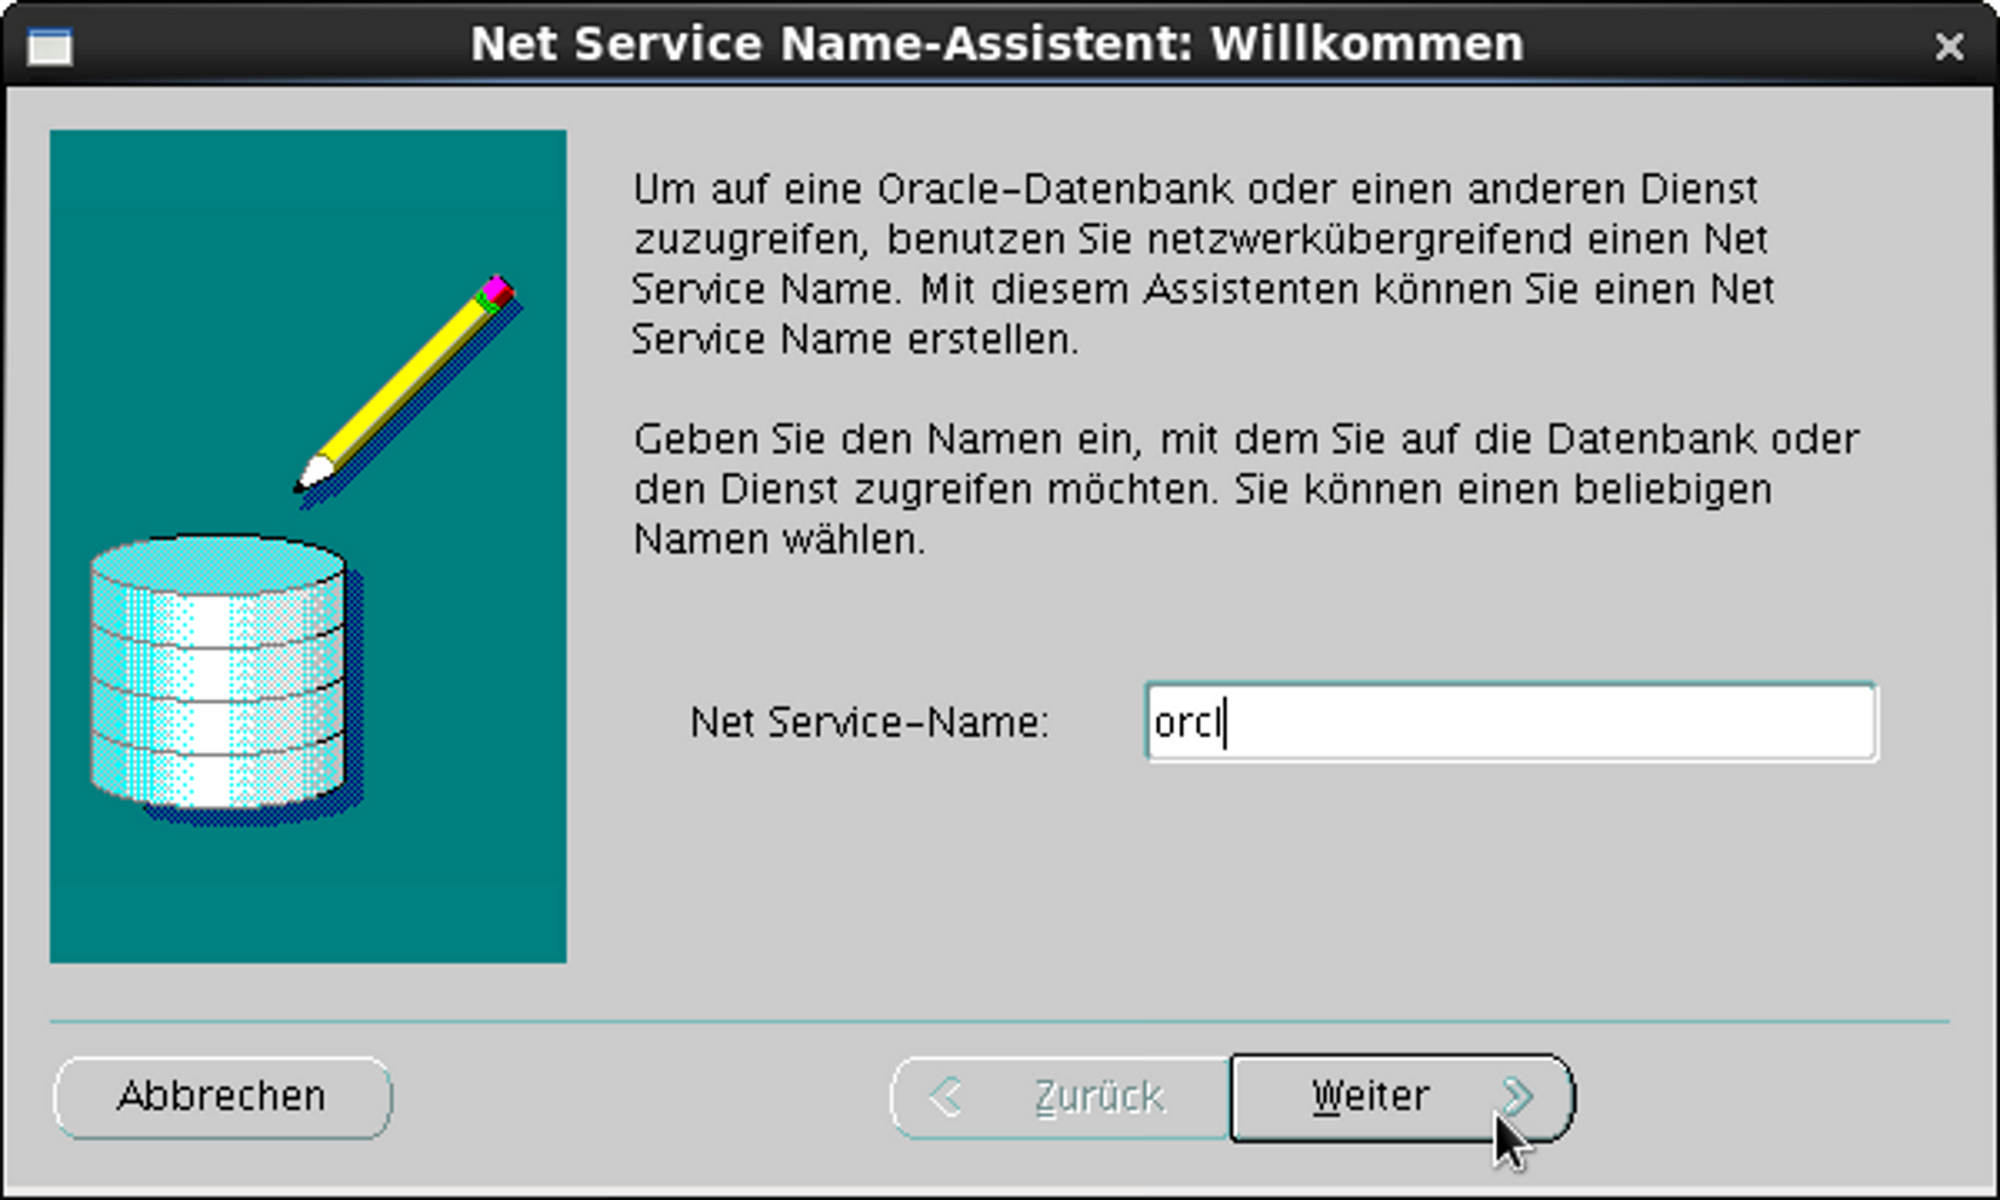 Net Service Name-Assistent: Willkommen
Um auf eine Oracle-Datenbank oder einen anderen Dienst
zuzugreifen, benutzen Sie netzwerkübergreifend einen Net
Service Name. Mit diesem Assistenten können Sie einen Net
Service Name erstellen.
Geben Sie den Namen ein, mit dem Sie auf die Datenbank oder
den Dienst zugreifen möchten. Sie können einen beliebigen
Namen wählen.
Net Service-Name: orcl
Abbrechen Zurück Weiter